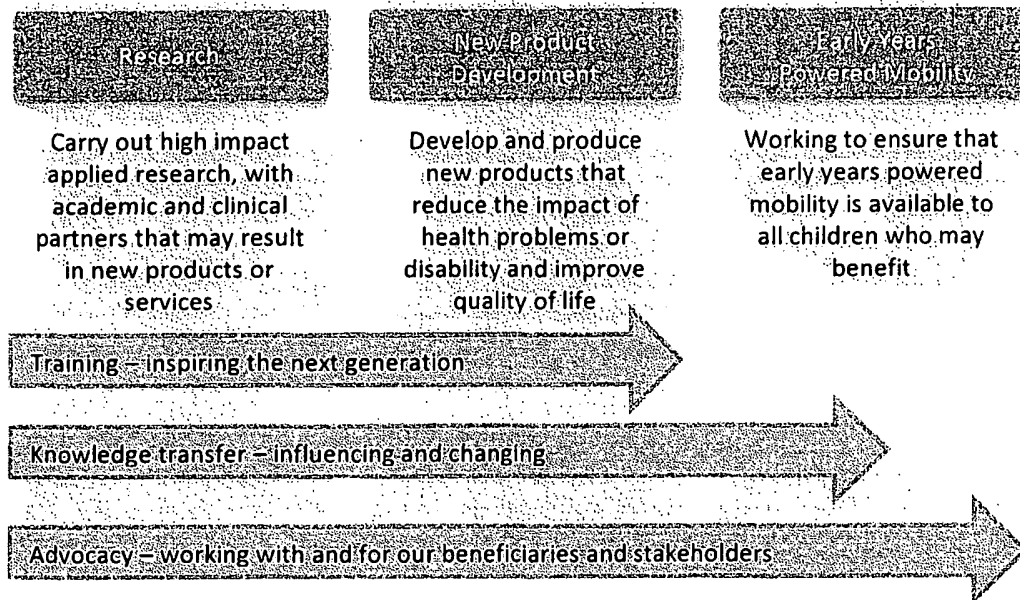 Research
Carry out high impact
applied research, with
academic and clinical
partners that may result
in new products or
services
New Product
Development
Develop and produce
new products that
reduce the impact of
health problems or
disability and improve
quality of life
Early Years
Powered Mobility
Working to ensure that
early years powered
mobility is available to
all children who may
benefit
Training – inspiring the next generation
Knowledge transfer – influencing and changing
Advocacy – working with and for our beneficiaries and stakeholders